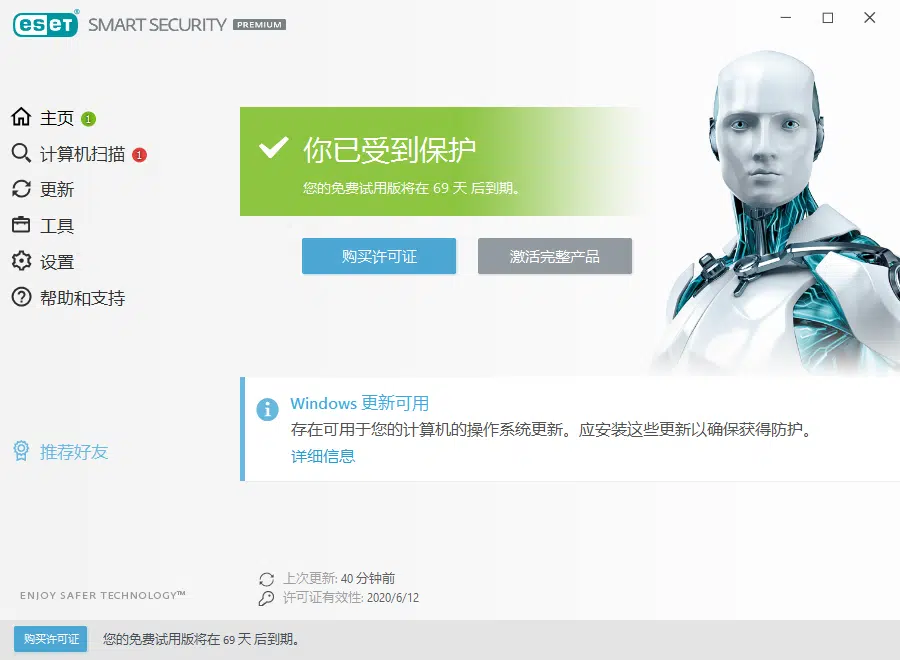 eseT® SMART SECURITY PREMIUM
主页 1
计算机扫描 1
更新
工具
设置
帮助和支持
推荐好友
ENJOY SAFER TECHNOLOGY™
你已受到保护
您的免费试用版将在 69 天 后到期。
购买许可证 激活完整产品
Windows 更新可用
存在可用于您的计算机的操作系统更新。应安装这些更新以确保获得防护。
详细信息
上次更新: 40 分钟前
许可证有效性: 2020/6/12
购买许可证 您的免费试用版将在 69 天 后到期。